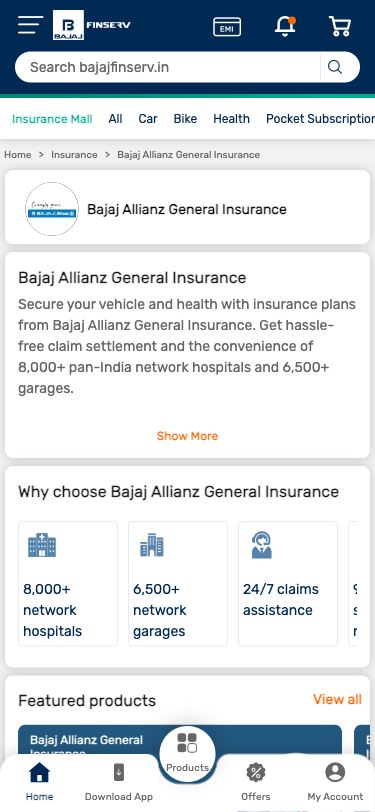 BAJAJ
FINSERV
EMI
Search bajajfinserv.in
Insurance Mall All Car Bike Health Pocket Subscription
Home > Insurance > Bajaj Allianz General Insurance
Bajaj Allianz General Insurance
Bajaj Allianz General Insurance
Secure your vehicle and health with insurance plans
from Bajaj Allianz General Insurance. Get hassle-
free claim settlement and the convenience of
8,000+ pan-India network hospitals and 6,500+
garages.
Show More
Why choose Bajaj Allianz General Insurance
8,000+
network
hospitals
6,500+
network
garages
24/7 claims
assistance
Featured products
View all
Bajaj Allianz General
Insurance
Home
Download App
Products
Offers
My Account